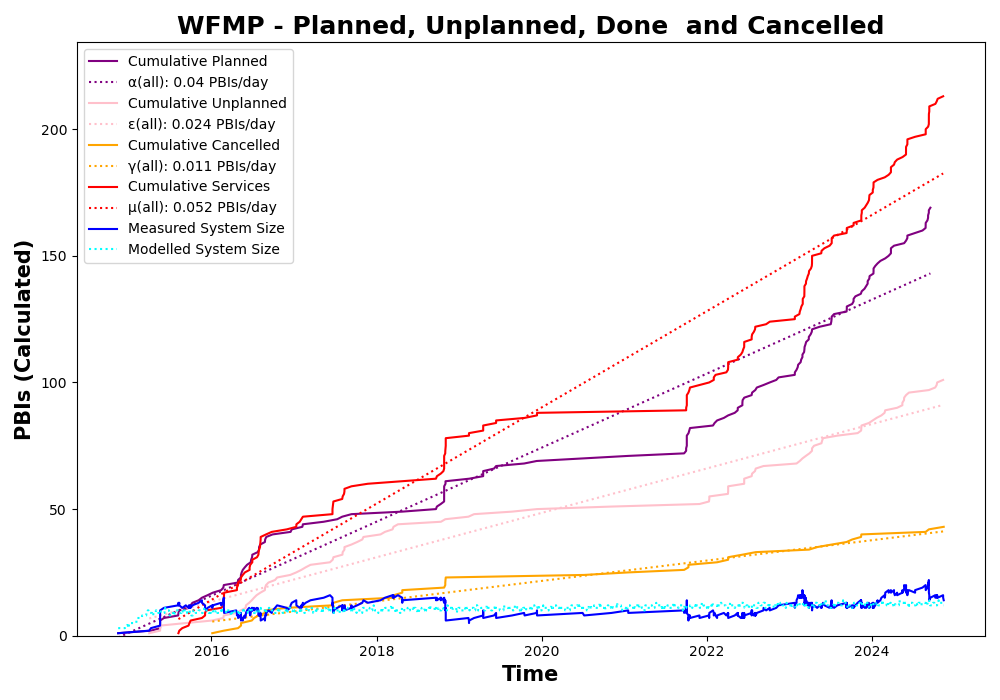 WFMP - Planned, Unplanned, Done  and Cancelled
Cumulative Planned
α(all): 0.04 PBIs/day
Cumulative Unplanned
ε(all): 0.024 PBIs/day
Cumulative Cancelled
γ(all): 0.011 PBIs/day
Cumulative Services
μ(all): 0.052 PBIs/day
Measured System Size
Modelled System Size
PBIs (Calculated)
200
150
100
50
0
2016 2018 2020 2022 2024
Time